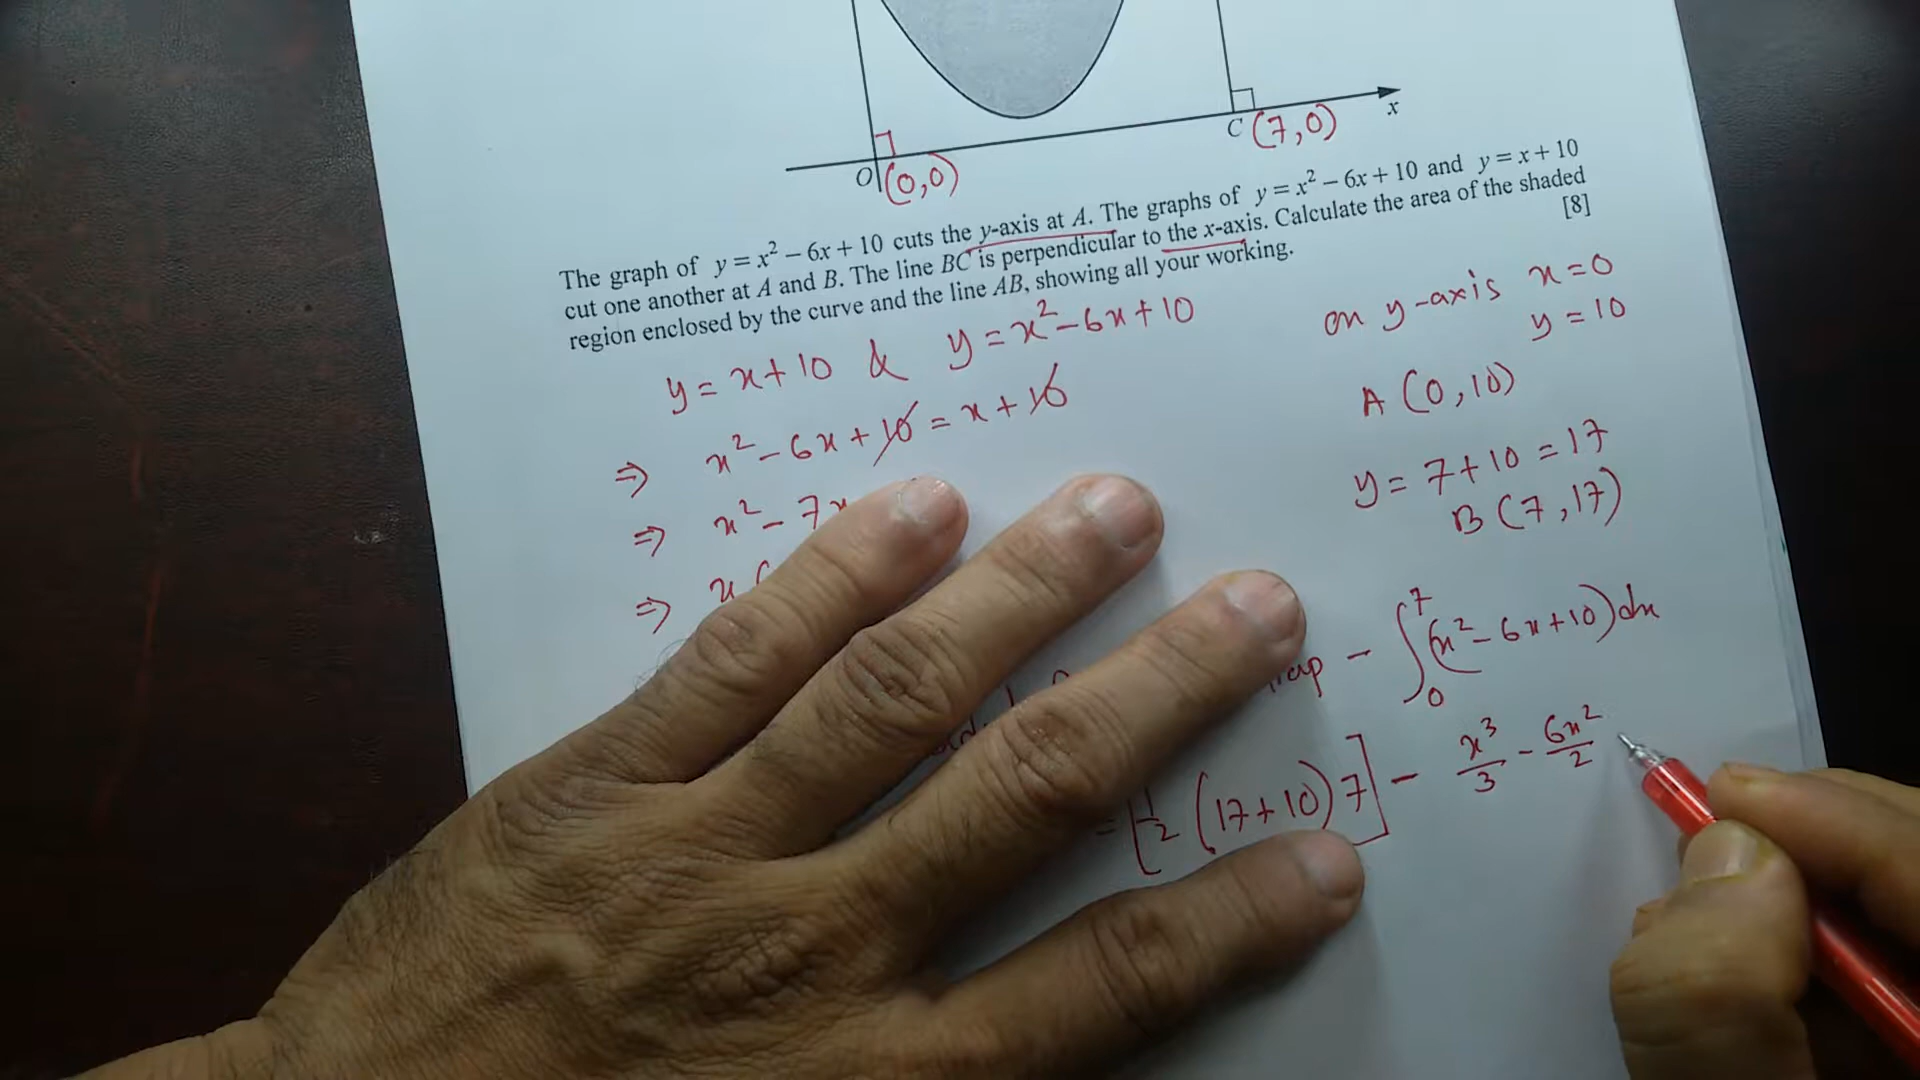 x
C (7,0)
O (0,0)
The graph of y = x² – 6x + 10 cuts the y-axis at A. The graphs of y = x² – 6x + 10 and y = x + 10
cut one another at A and B. The line BC is perpendicular to the x-axis. Calculate the area of the shaded
region enclosed by the curve and the line AB, showing all your working. [8]
y = x + 10 & y = x² – 6x + 10
⇒ x² – 6x + 10 = x + 10
⇒ x² – 7x
⇒ x (
on y-axis x = 0
y = 10
A (0, 10)
y = 7 + 10 = 17
B (7, 17)
– ∫₀⁷ (x² – 6x + 10) dx
= [1/2 (17 + 10) 7] – x³/3 – 6x²/2